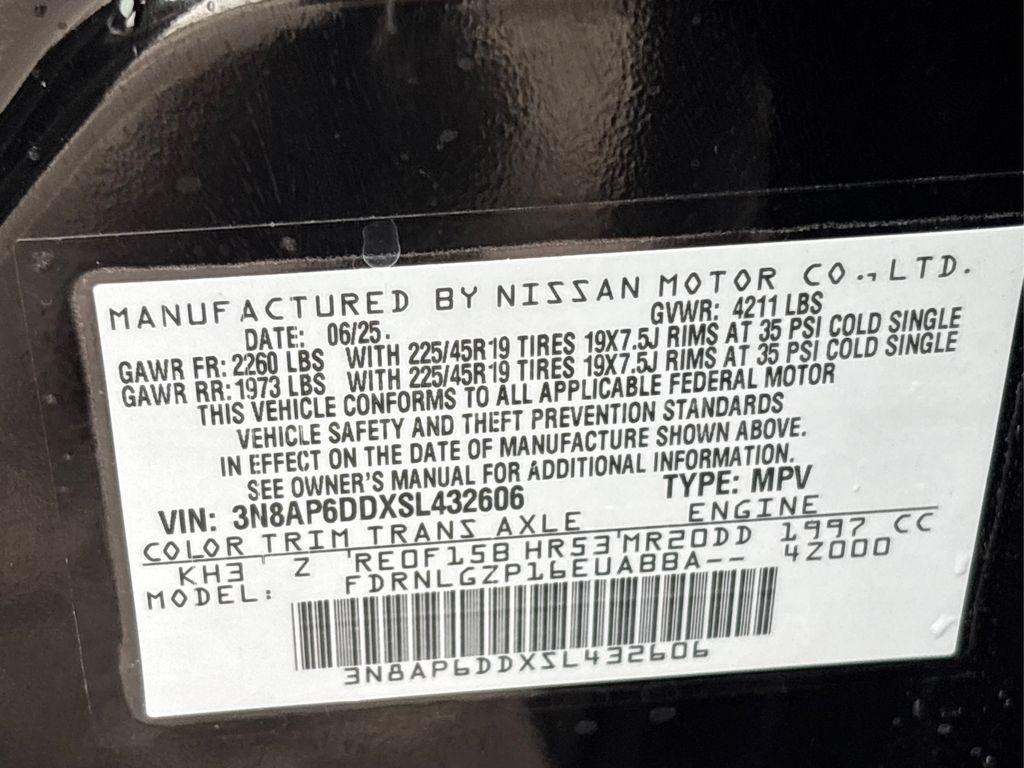 MANUFACTURED BY NISSAN MOTOR CO., LTD.
DATE: 06/25. GVWR: 4211 LBS
GAWR FR: 2260 LBS WITH 225/45R19 TIRES 19X7.5J RIMS AT 35 PSI COLD SINGLE
GAWR RR: 1973 LBS WITH 225/45R19 TIRES 19X7.5J RIMS AT 35 PSI COLD SINGLE
THIS VEHICLE CONFORMS TO ALL APPLICABLE FEDERAL MOTOR
VEHICLE SAFETY AND THEFT PREVENTION STANDARDS
IN EFFECT ON THE DATE OF MANUFACTURE SHOWN ABOVE.
SEE OWNER'S MANUAL FOR ADDITIONAL INFORMATION.
VIN: 3N8AP6DDXSL432606 TYPE: MPV
COLOR TRIM TRANS AXLE ENGINE
KH3 Z RE0F15B HR53 MR20DD 1997 CC
MODEL: FDRNLGZP16EUABBA-- 4Z000
3N8AP6DDXSL432606